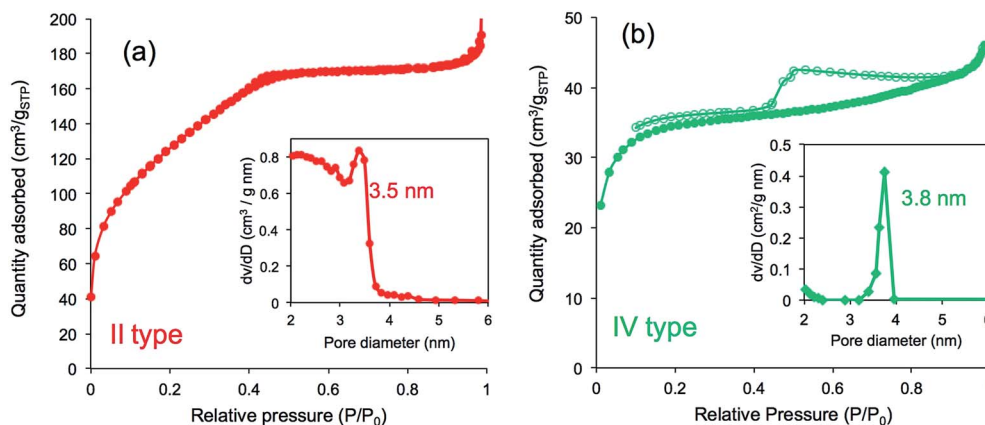 (a)
200
180
160
140
120
100
80
60
40
20
0
Quantity adsorbed (cm³/g_STP)
0 0.2 0.4 0.6 0.8 1
Relative pressure (P/P₀)
II type
0.8
0.6
0.4
0.2
0
dv/dD (cm³ / g nm)
3.5 nm
2 3 4 5 6
Pore diameter (nm)
(b)
50
40
30
20
10
0
Quantity adsorbed (cm³/g_STP)
0 0.2 0.4 0.6 0.8
Relative Pressure (P/P₀)
IV type
0.5
0.4
0.3
0.2
0.1
0
dv/dD (cm²/g nm)
3.8 nm
2 3 4 5
Pore diameter (nm)